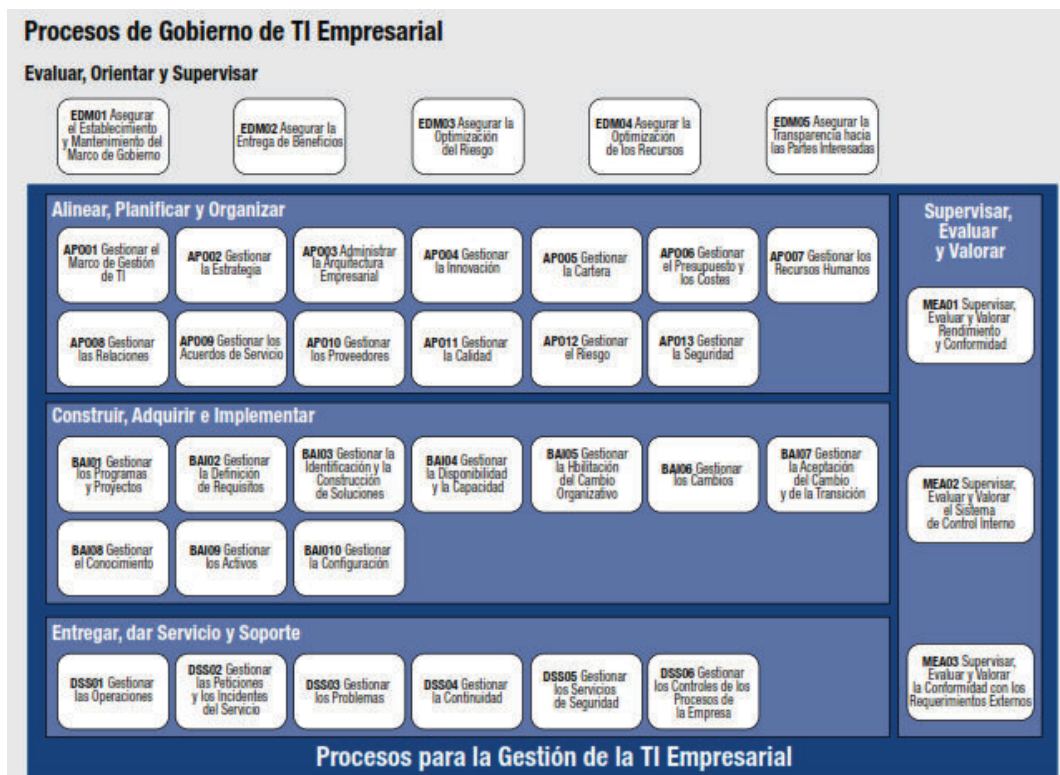 Procesos de Gobierno de TI Empresarial
Evaluar, Orientar y Supervisar
EDM01 Asegurar
el Establecimiento
y Mantenimiento del
Marco de Gobierno
EDM02 Asegurar la
Entrega de Beneficios
EDM03 Asegurar la
Optimización
del Riesgo
EDM04 Asegurar la
Optimización
de los Recursos
EDM05 Asegurar la
Transparencia hacia
las Partes Interesadas
Alinear, Planificar y Organizar
APO01 Gestionar el
Marco de Gestión
de TI
APO02 Gestionar
la Estrategia
APO03 Administrar
la Arquitectura
Empresarial
APO04 Gestionar
la Innovación
APO05 Gestionar
la Cartera
APO06 Gestionar
el Presupuesto y
los Costes
APO07 Gestionar los
Recursos Humanos
APO08 Gestionar
las Relaciones
APO09 Gestionar los
Acuerdos de Servicio
APO10 Gestionar
los Proveedores
APO11 Gestionar
la Calidad
APO12 Gestionar
el Riesgo
APO13 Gestionar
la Seguridad
Construir, Adquirir e Implementar
BAI01 Gestionar
los Programas
y Proyectos
BAI02 Gestionar
la Definición
de Requisitos
BAI03 Gestionar la
Identificación y la
Construcción
de Soluciones
BAI04 Gestionar
la Disponibilidad
y la Capacidad
BAI05 Gestionar
la Hbilitación
del Cambio
Organizativo
BAI06 Gestionar
los Cambios
BAI07 Gestionar
la Aceptación
del Cambio
y de la Transición
BAI08 Gestionar
el Conocimiento
BAI09 Gestionar
los Activos
BAI010 Gestionar
la Configuración
Entregar, dar Servicio y Soporte
DSS01 Gestionar
las Operaciones
DSS02 Gestionar
las Peticiones
y los Incidentes
del Servicio
DSS03 Gestionar
los Problemas
DSS04 Gestionar
la Continuidad
DSS05 Gestionar
los Servicios
de Seguridad
DSS06 Gestionar
los Controles de los
Procesos de
la Empresa
Supervisar,
Evaluar
y Valorar
MEA01 Supervisar,
Evaluar y Valorar
Rendimiento
y Conformidad
MEA02 Supervisar,
Evaluar y Valorar
el Sistema
de Control Interno
MEA03 Supervisar,
Evaluar y Valorar
la Conformidad con los
Requerimientos Externos
Procesos para la Gestión de la TI Empresarial